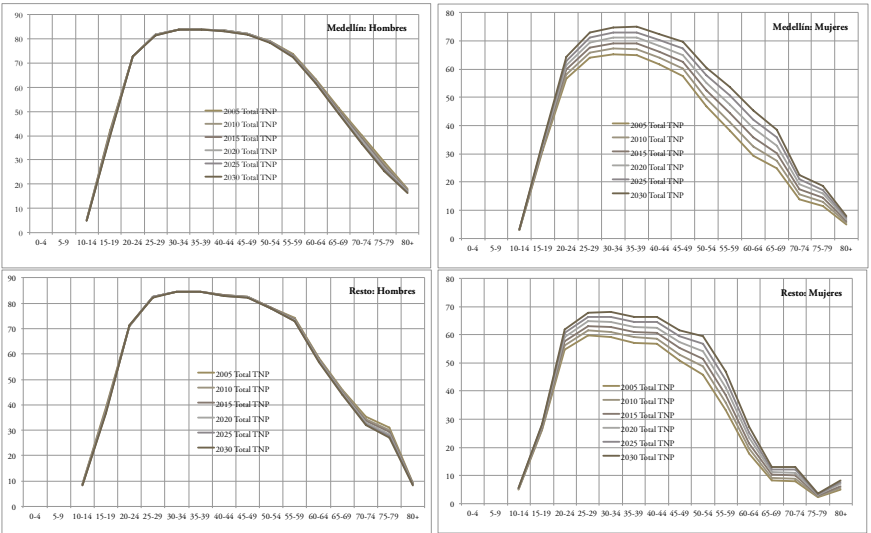 Medellín: Hombres
90
80
70
60
50
40
30
20
10
0
2005 Total TNP
2010 Total TNP
2015 Total TNP
2020 Total TNP
2025 Total TNP
2030 Total TNP
0-4 5-9 10-14 15-19 20-24 25-29 30-34 35-39 40-44 45-49 50-54 55-59 60-64 65-69 70-74 75-79 80+
Medellín: Mujeres
80
70
60
50
40
30
20
10
0
2005 Total TNP
2010 Total TNP
2015 Total TNP
2020 Total TNP
2025 Total TNP
2030 Total TNP
0-4 5-9 10-14 15-19 20-24 25-29 30-34 35-39 40-44 45-49 50-54 55-59 60-64 65-69 70-74 75-79 80+
Resto: Hombres
90
80
70
60
50
40
30
20
10
0
2005 Total TNP
2010 Total TNP
2015 Total TNP
2020 Total TNP
2025 Total TNP
2030 Total TNP
0-4 5-9 10-14 15-19 20-24 25-29 30-34 35-39 40-44 45-49 50-54 55-59 60-64 65-69 70-74 75-79 80+
Resto: Mujeres
80
70
60
50
40
30
20
10
0
2005 Total TNP
2010 Total TNP
2015 Total TNP
2020 Total TNP
2025 Total TNP
2030 Total TNP
0-4 5-9 10-14 15-19 20-24 25-29 30-34 35-39 40-44 45-49 50-54 55-59 60-64 65-69 70-74 75-79 80+